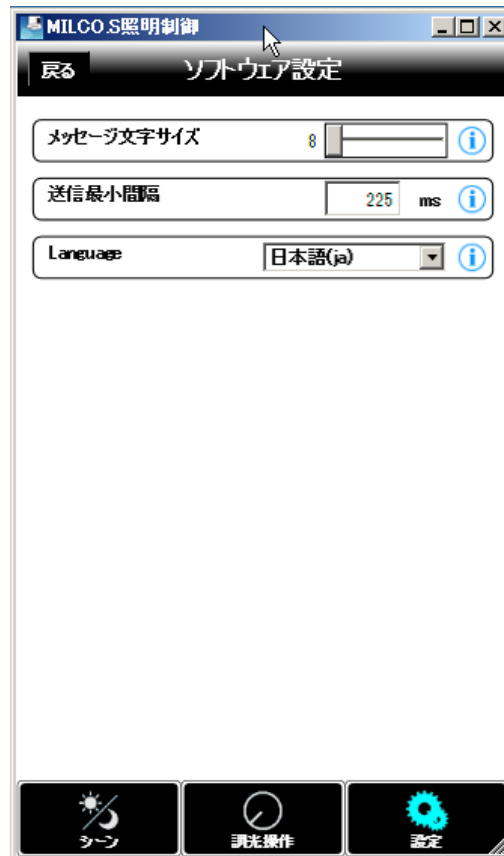 MILCO.S照明制御
戻る ソフトウェア設定
メッセージ文字サイズ 8
送信最小間隔 225 ms
Language 日本語(ja)
シーン 調光操作 設定